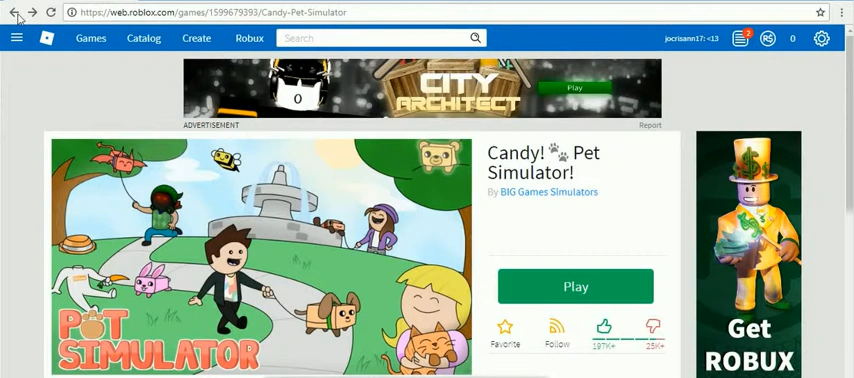 https://web.roblox.com/games/1599679393/Candy-Pet-Simulator
Games Catalog Create Robux Search jocrisann17: <13 2 R$ 0
0
CITY
ARCHITECT
Play
ADVERTISEMENT Report
Candy! Pet
Simulator!
By BIG Games Simulators
Play
Favorite Follow 197K+ 25K+
PET
SIMULATOR
Get
ROBUX